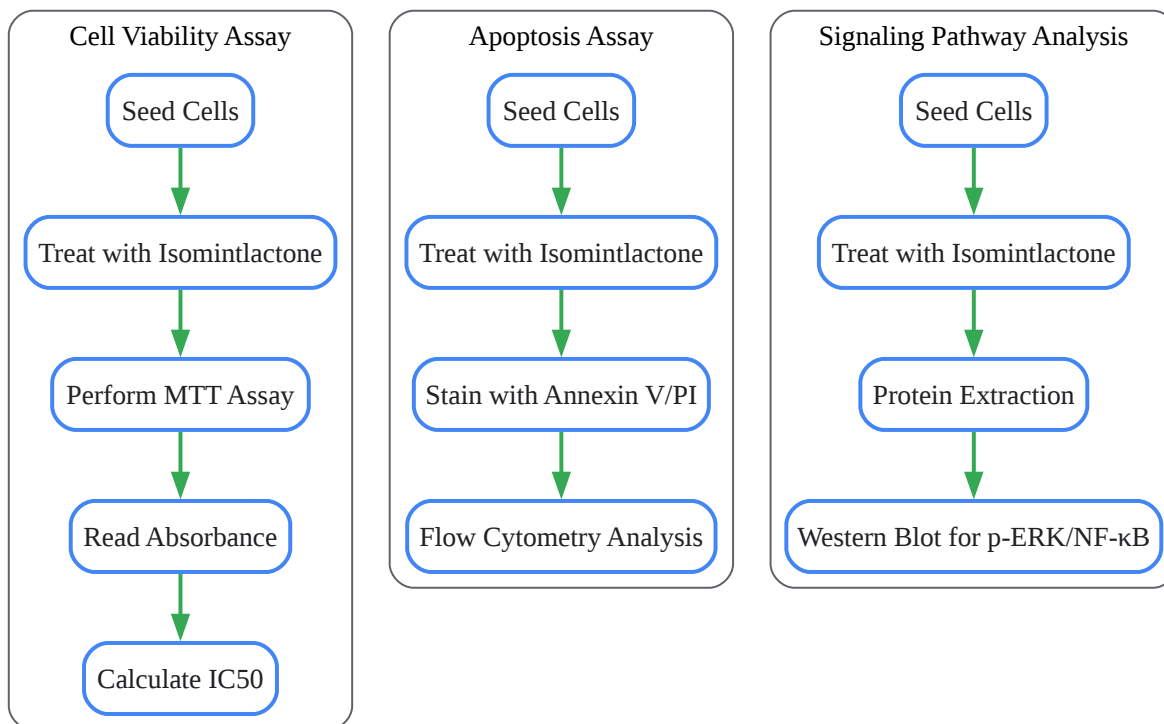 Cell Viability Assay
Seed Cells
Treat with Isomintlactone
Perform MTT Assay
Read Absorbance
Calculate IC50
Apoptosis Assay
Seed Cells
Treat with Isomintlactone
Stain with Annexin V/PI
Flow Cytometry Analysis
Signaling Pathway Analysis
Seed Cells
Treat with Isomintlactone
Protein Extraction
Western Blot for p-ERK/NF-κB